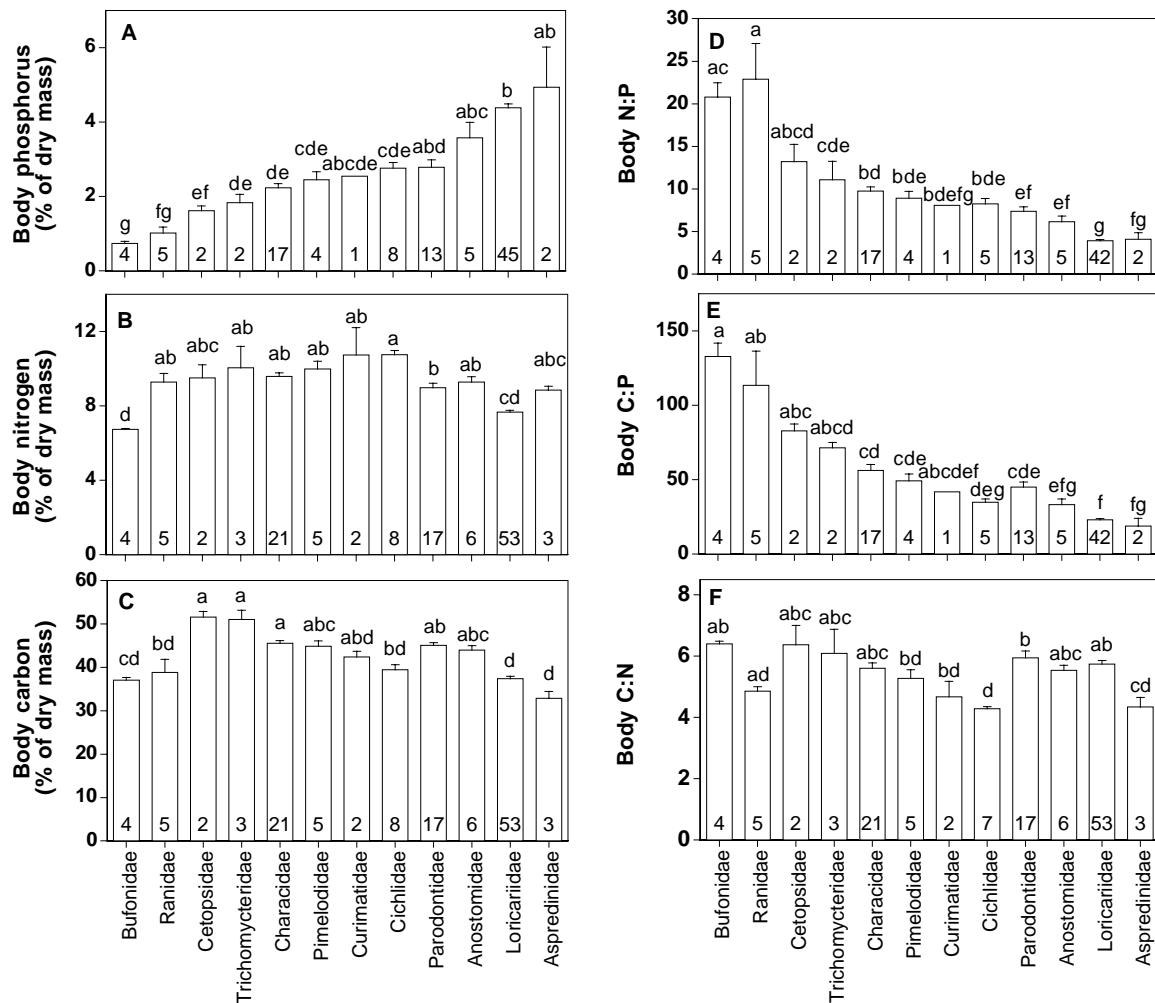 A
Body phosphorus
(% of dry mass)
6
4
2
0
g
fg
ef
de
de
cde
abcde
cde
abd
abc
b
ab
4 5 2 2 17 4 1 8 13 5 45 2
B
Body nitrogen
(% of dry mass)
12
8
4
0
d
ab
abc
ab
ab
ab
ab
a
b
ab
cd
abc
4 5 2 3 21 5 2 8 17 6 53 3
C
Body carbon
(% of dry mass)
60
50
40
30
20
10
0
cd
bd
a
a
a
abc
abd
bd
ab
abc
d
d
4 5 2 3 21 5 2 8 17 6 53 3
Bufonidae
Ranidae
Cetopsidae
Trichomycteridae
Characidae
Pimelodidae
Curimatidae
Cichlidae
Parodontidae
Anostomidae
Loricariidae
Aspredinidae
D
Body N:P
30
25
20
15
10
5
0
ac
a
abcd
cde
bd
bde
bdefg
bde
ef
ef
g
fg
4 5 2 2 17 4 1 5 13 5 42 2
E
Body C:P
150
100
50
0
a
ab
abc
abcd
cd
cde
abcdef
deg
cde
efg
f
fg
4 5 2 2 17 4 1 5 13 5 42 2
F
Body C:N
8
6
4
2
0
ab
ad
abc
abc
abc
bd
bd
d
b
abc
ab
cd
4 5 2 3 21 5 2 7 17 6 53 3
Bufonidae
Ranidae
Cetopsidae
Trichomycteridae
Characidae
Pimelodidae
Curimatidae
Cichlidae
Parodontidae
Anostomidae
Loricariidae
Aspredinidae